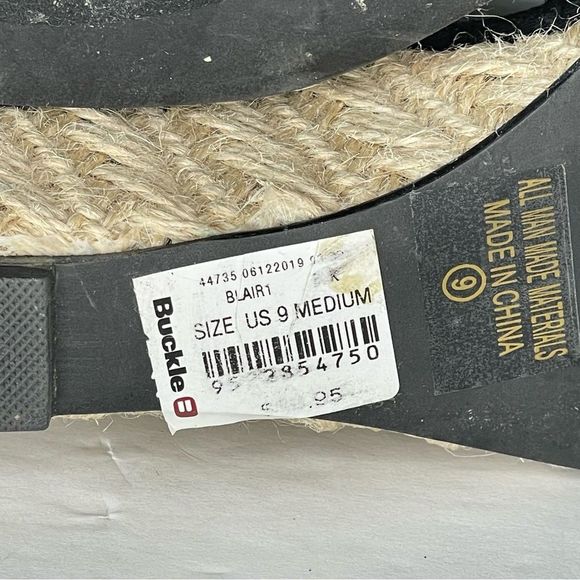 44735 06122019
BLAIR1 K
SIZE US 9 MEDIUM
2854750
95
Buckle B
ALL MAN MADE MATERIALS
MADE IN CHINA
9